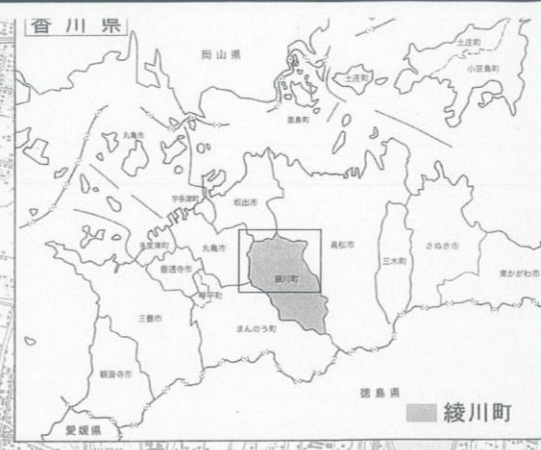 香川県
岡山県
土庄町
小豆島町
土庄町
直島町
丸亀市
宇多津町
坂出市
多度津町
丸亀市
高松市
さぬき市
善通寺市
三木町
東かがわ市
綾川町
琴平町
三豊市
まんのう町
観音寺市
徳島県
愛媛県
綾川町